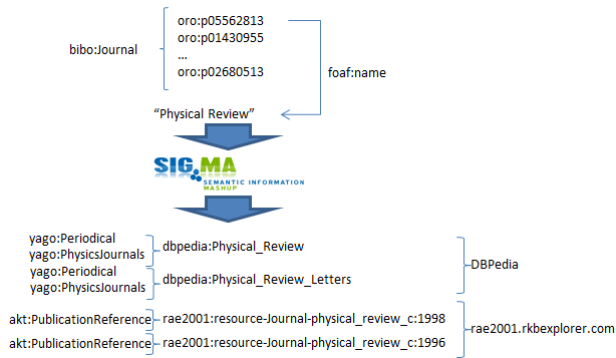 oro:p05562813
oro:p01430955
bibo:Journal
...
oro:p02680513
foaf:name
“Physical Review”
SIG.MA
SEMANTIC INFORMATION
MASHUP
yago:Periodical
yago:PhysicsJournals
dbpedia:Physical_Review
yago:Periodical
yago:PhysicsJournals
dbpedia:Physical_Review_Letters
DBPedia
akt:PublicationReference
rae2001:resource-Journal-physical_review_c:1998
akt:PublicationReference
rae2001:resource-Journal-physical_review_c:1996
rae2001.rkbexplorer.com